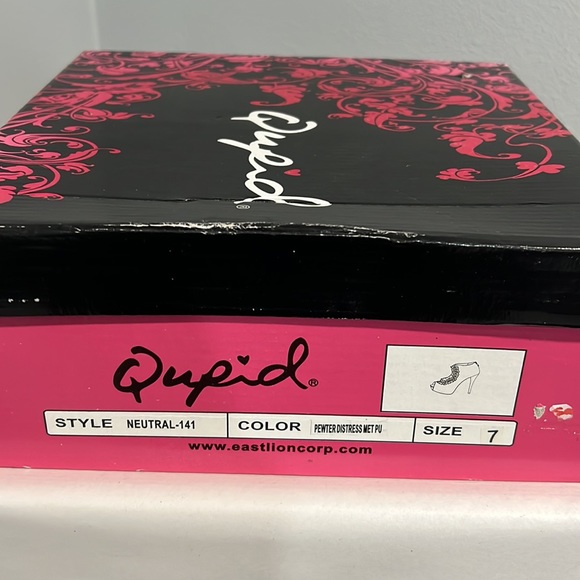 Qupid®
Qupid®
STYLE NEUTRAL-141 COLOR PEWTER DISTRESS MET PU SIZE 7
www.eastlioncorp.com